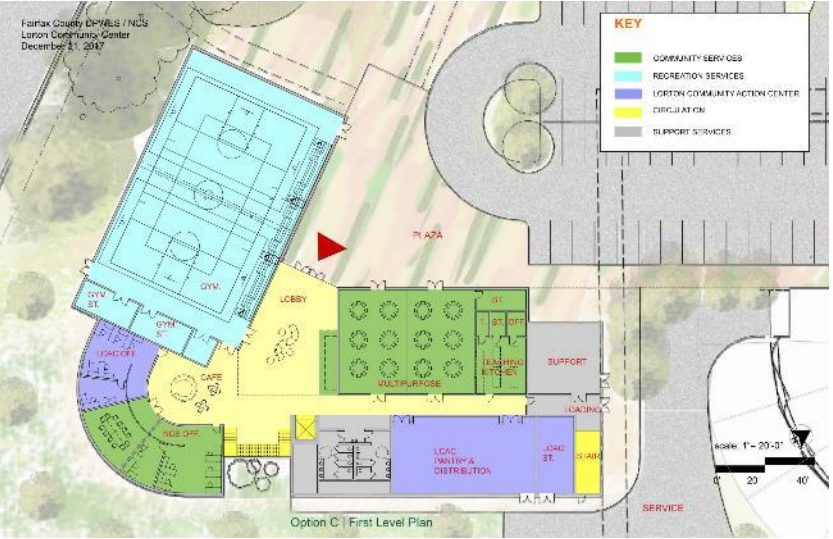 Fairfax County DPWES / NCS
Lorton Community Center
December 21, 2017
KEY
COMMUNITY SERVICES
RECREATION SERVICES
LORTON COMMUNITY ACTION CENTER
CIRCULATION
SUPPORT SERVICES
PLAZA
GYM.
GYM.
ST.
GYM.
ST.
LOBBY
ST.
T.
ST.
OFF.
LCAC OFF.
CAFE
MULTIPURPOSE
TEACHING
KITCHEN
SUPPORT
LOADING
NCS OFF.
LCAC
PANTRY &
DISTRIBUTION
LCAC
ST.
STAIR
scale: 1"= 20'-0"
0'
20'
40'
SERVICE
Option C | First Level Plan